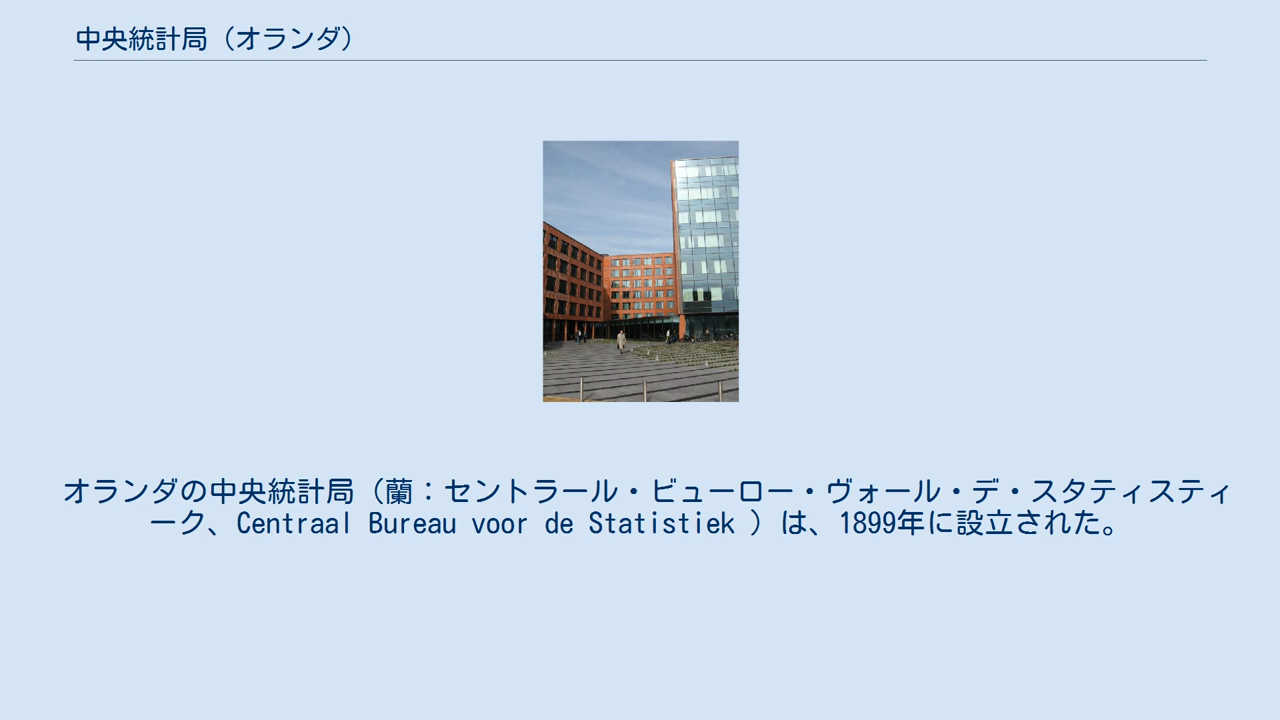 中央統計局（オランダ）
オランダの中央統計局（蘭：セントラール・ビューロー・ヴォール・デ・スタティスティ
ーク、Centraal Bureau voor de Statistiek ）は、1899年に設立された。